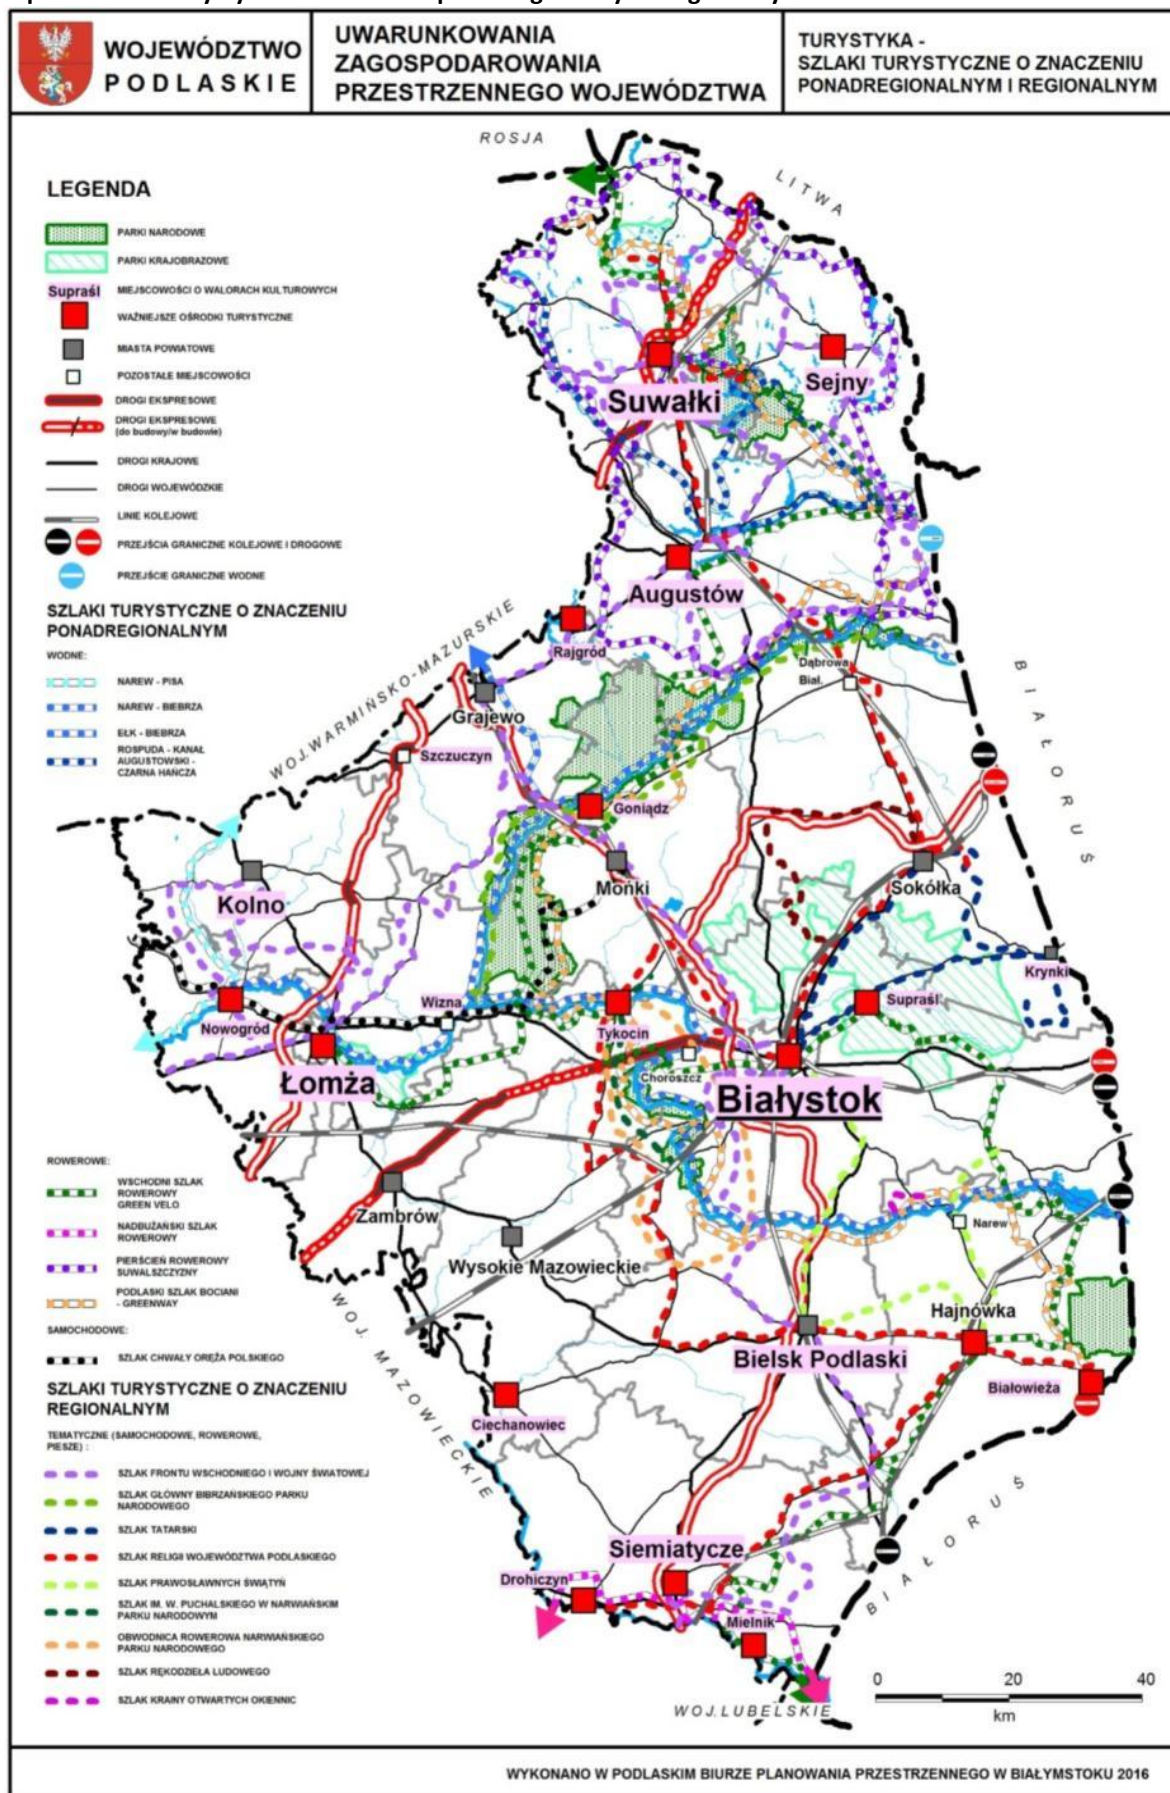 WOJEWÓDZTWO
PODLASKIE
UWARUNKOWANIA
ZAGOSPODAROWANIA
PRZESTRZENNEGO WOJEWÓDZTWA
TURYSTYKA -
SZLAKI TURYSTYCZNE O ZNACZENIU
PONADREGIONALNYM I REGIONALNYM
ROSJA
LITWA
LEGENDA
PARKI NARODOWE
PARKI KRAJOBRAZOWE
Supraśl MIEJSCOWOŚCI O WALORACH KULTUROWYCH
WAŻNIEJSZE OŚRODKI TURYSTYCZNE
MIASTA POWIATOWE
POZOSTAŁE MIEJSCOWOŚCI
DROGI EKSPRESOWE
DROGI EKSPRESOWE
(do budowy/w budowie)
DROGI KRAJOWE
DROGI WOJEWÓDZKIE
LINIE KOLEJOWE
PRZEJŚCIA GRANICZNE KOLEJOWE I DROGOWE
PRZEJŚCIE GRANICZNE WODNE
SZLAKI TURYSTYCZNE O ZNACZENIU
PONADREGIONALNYM
WODNE:
NAREW - PISA
NAREW - BIEBRZA
EŁK - BIEBRZA
ROSPUDA - KANAŁ
AUGUSTOWSKI -
CZARNA HAŃCZA
ROWEROWE:
WSCHODNI SZLAK
ROWEROWY
GREEN VELO
NADBUŻAŃSKI SZLAK
ROWEROWY
PIERŚCIEŃ ROWEROWY
SUWALSZCZYZNY
PODLASKI SZLAK BOCIANI
- GREENWAY
SAMOCHODOWE:
SZLAK CHWAŁY ORĘŻA POLSKIEGO
SZLAKI TURYSTYCZNE O ZNACZENIU
REGIONALNYM
TEMATYCZNE (SAMOCHODOWE, ROWEROWE,
PIESZE) :
SZLAK FRONTU WSCHODNIEGO I WOJNY ŚWIATOWEJ
SZLAK GŁÓWNY BIBRZAŃSKIEGO PARKU
NARODOWEGO
SZLAK TATARSKI
SZLAK RELIGII WOJEWÓDZTWA PODLASKIEGO
SZLAK PRAWOSŁAWNYCH ŚWIĄTYŃ
SZLAK IM. W. PUCHALSKIEGO W NARWIAŃSKIM
PARKU NARODOWYM
OBWODNICA ROWEROWA NARWIAŃSKIEGO
PARKU NARODOWEGO
SZLAK RĘKODZIEŁA LUDOWEGO
SZLAK KRAINY OTWARTYCH OKIENNIC
Suwałki
Sejny
Augustów
Rajgród
Dąbrowa
Biał.
WOJ.WARMIŃSKO-MAZURSKIE
BIAŁORUŚ
Grajewo
Szczuczyn
Goniądz
Mońki
Sokółka
Kolno
Krynki
Wizna
Supraśl
Nowogród
Tykocin
Choroszcz
Łomża
Białystok
Zambrów
Narew
Wysokie Mazowieckie
Hajnówka
WOJ. MAZOWIECKIE
Bielsk Podlaski
Białowieża
Ciechanowiec
BIAŁORUŚ
Siemiatycze
Drohiczyn
Mielnik
WOJ.LUBELSKIE
0 20 40
km
WYKONANO W PODLASKIM BIURZE PLANOWANIA PRZESTRZENNEGO W BIAŁYMSTOKU 2016